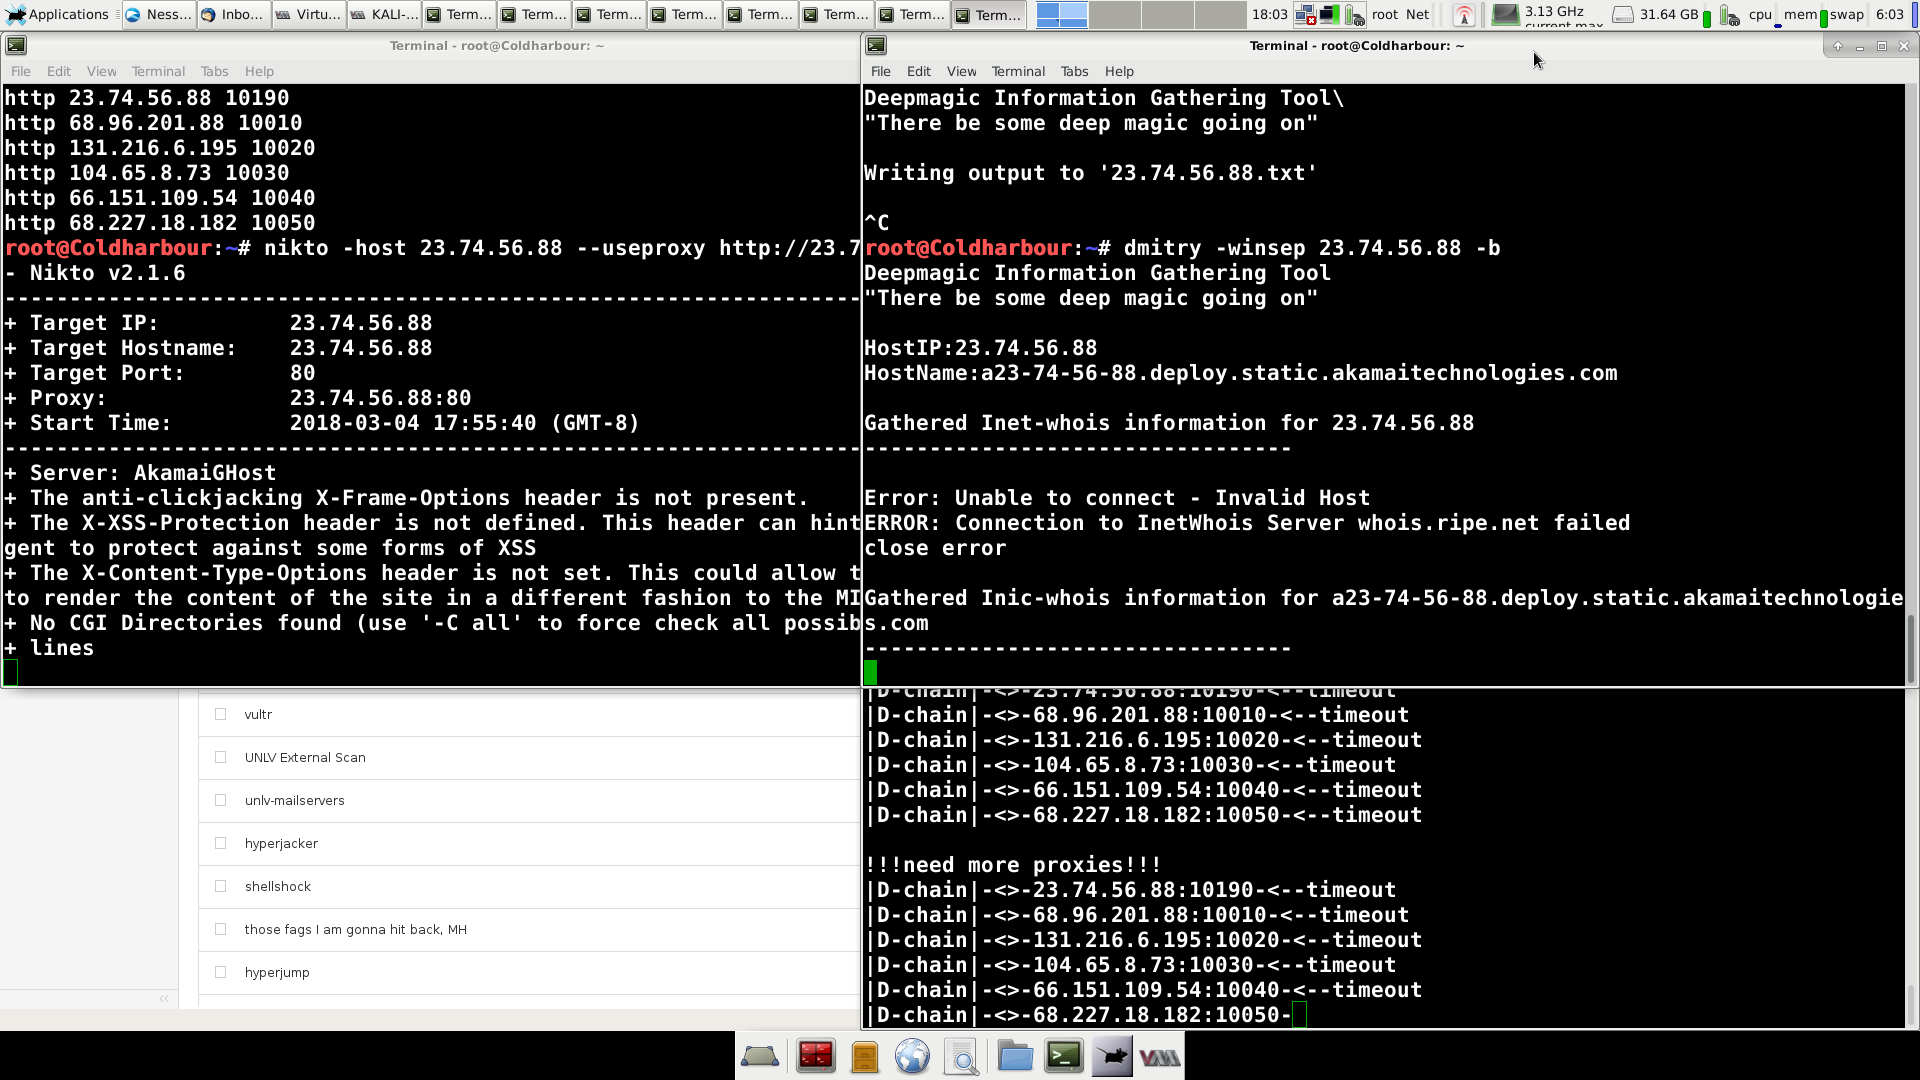 Applications
Ness...
Inbo...
Virtu...
KALI-...
Term...
Term...
Term...
Term...
Term...
Term...
Term...
Term...
18:03
root
Net
3.13 GHz
current max
31.64 GB
cpu
mem
swap
6:03
Terminal - root@Coldharbour: ~
File Edit View Terminal Tabs Help
http 23.74.56.88 10190
http 68.96.201.88 10010
http 131.216.6.195 10020
http 104.65.8.73 10030
http 66.151.109.54 10040
http 68.227.18.182 10050
root@Coldharbour:~# nikto -host 23.74.56.88 --useproxy http://23.7
- Nikto v2.1.6
------------------------------------------------------------------
+ Target IP: 23.74.56.88
+ Target Hostname: 23.74.56.88
+ Target Port: 80
+ Proxy: 23.74.56.88:80
+ Start Time: 2018-03-04 17:55:40 (GMT-8)
------------------------------------------------------------------
+ Server: AkamaiGHost
+ The anti-clickjacking X-Frame-Options header is not present.
+ The X-XSS-Protection header is not defined. This header can hint
gent to protect against some forms of XSS
+ The X-Content-Type-Options header is not set. This could allow t
to render the content of the site in a different fashion to the MI
+ No CGI Directories found (use '-C all' to force check all possib
+ lines
Terminal - root@Coldharbour: ~
File Edit View Terminal Tabs Help
Deepmagic Information Gathering Tool\
"There be some deep magic going on"
Writing output to '23.74.56.88.txt'
^C
root@Coldharbour:~# dmitry -winsep 23.74.56.88 -b
Deepmagic Information Gathering Tool
"There be some deep magic going on"
HostIP:23.74.56.88
HostName:a23-74-56-88.deploy.static.akamaitechnologies.com
Gathered Inet-whois information for 23.74.56.88
---------------------------------
Error: Unable to connect - Invalid Host
ERROR: Connection to InetWhois Server whois.ripe.net failed
close error
Gathered Inic-whois information for a23-74-56-88.deploy.static.akamaitechnologie
s.com
---------------------------------
vultr
UNLV External Scan
unlv-mailservers
hyperjacker
shellshock
those fags I am gonna hit back, MH
hyperjump
|D-chain|-<>-23.74.56.88:10190-<--timeout
|D-chain|-<>-68.96.201.88:10010-<--timeout
|D-chain|-<>-131.216.6.195:10020-<--timeout
|D-chain|-<>-104.65.8.73:10030-<--timeout
|D-chain|-<>-66.151.109.54:10040-<--timeout
|D-chain|-<>-68.227.18.182:10050-<--timeout
!!!need more proxies!!!
|D-chain|-<>-23.74.56.88:10190-<--timeout
|D-chain|-<>-68.96.201.88:10010-<--timeout
|D-chain|-<>-131.216.6.195:10020-<--timeout
|D-chain|-<>-104.65.8.73:10030-<--timeout
|D-chain|-<>-66.151.109.54:10040-<--timeout
|D-chain|-<>-68.227.18.182:10050-